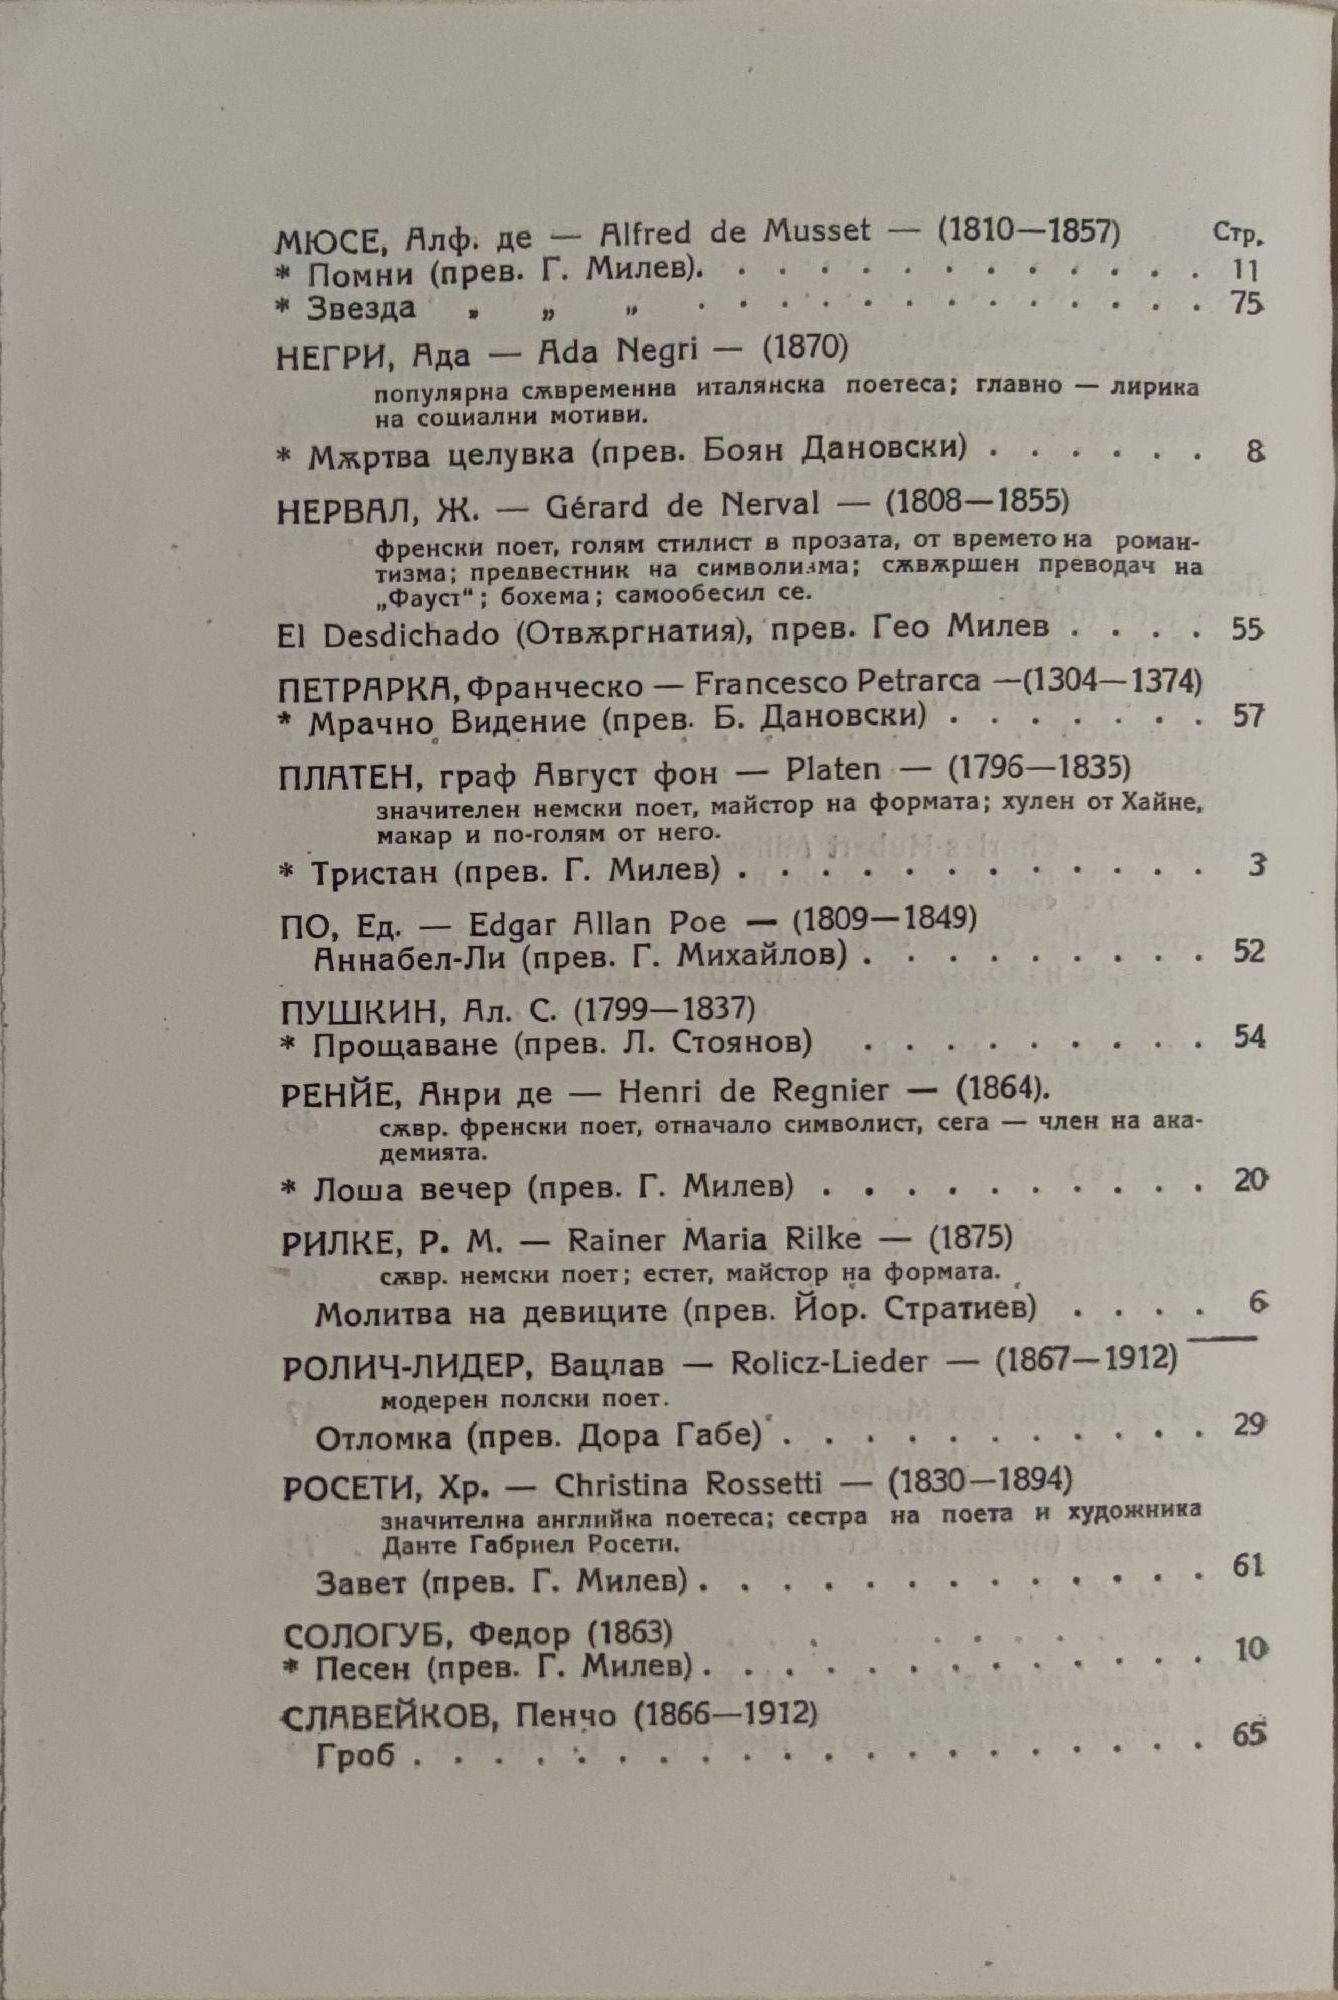 МЮСЕ, Алф. де — Alfred de Musset — (1810—1857) Стр.
* Помни (прев. Г. Милев). . . . . . . . . . . . 11
* Звезда „ „ „ . . . . . . . . . . . . 75
НЕГРИ, Ада — Ada Negri — (1870)
популярна сѫвременна италянска поетеса; главно — лирика
на социални мотиви.
* Мѫртва целувка (прев. Боян Дановски) . . . . . . 8
НЕРВАЛ, Ж. — Gérard de Nerval — (1808—1855)
френски поет, голям стилист в прозата, от времето на роман-
тизма; предвестник на символизма; сѫвѫршен преводач на
„Фауст“; бохема; самообесил се.
El Desdichado (Отвѫргнатия), прев. Гео Милев . . . . 55
ПЕТРАРКА, Франческо — Francesco Petrarca —(1304—1374)
* Мрачно Видение (прев. Б. Дановски) . . . . . . . 57
ПЛАТЕН, граф Август фон — Platen — (1796—1835)
значителен немски поет, майстор на формата; хулен от Хайне,
макар и по-голям от него.
* Тристан (прев. Г. Милев) . . . . . . . . . . . . 3
ПО, Ед. — Edgar Allan Poe — (1809—1849)
Аннабел-Ли (прев. Г. Михайлов) . . . . . . . . . 52
ПУШКИН, Ал. С. (1799—1837)
* Прощаване (прев. Л. Стоянов) . . . . . . . . . 54
РЕНЙЕ, Анри де — Henri de Regnier — (1864).
сѫвр. френски поет, отначало символист, сега — член на ака-
демията.
* Лоша вечер (прев. Г. Милев) . . . . . . . . . . 20
РИЛКЕ, Р. М. — Rainer Maria Rilke — (1875)
сѫвр. немски поет; естет, майстор на формата.
Молитва на девиците (прев. Йор. Стратиев) . . . . 6
РОЛИЧ-ЛИДЕР, Вацлав — Rolicz-Lieder — (1867—1912)
модерен полски поет.
Отломка (прев. Дора Габе) . . . . . . . . . . . 29
РОСЕТИ, Хр. — Christina Rossetti — (1830—1894)
значителна английка поетеса; сестра на поета и художника
Данте Габриел Росети.
Завет (прев. Г. Милев) . . . . . . . . . . . . . 61
СОЛОГУБ, Федор (1863)
* Песен (прев. Г. Милев) . . . . . . . . . . . . . 10
СЛАВЕЙКОВ, Пенчо (1866—1912)
Гроб . . . . . . . . . . . . . . . . . . . . 65